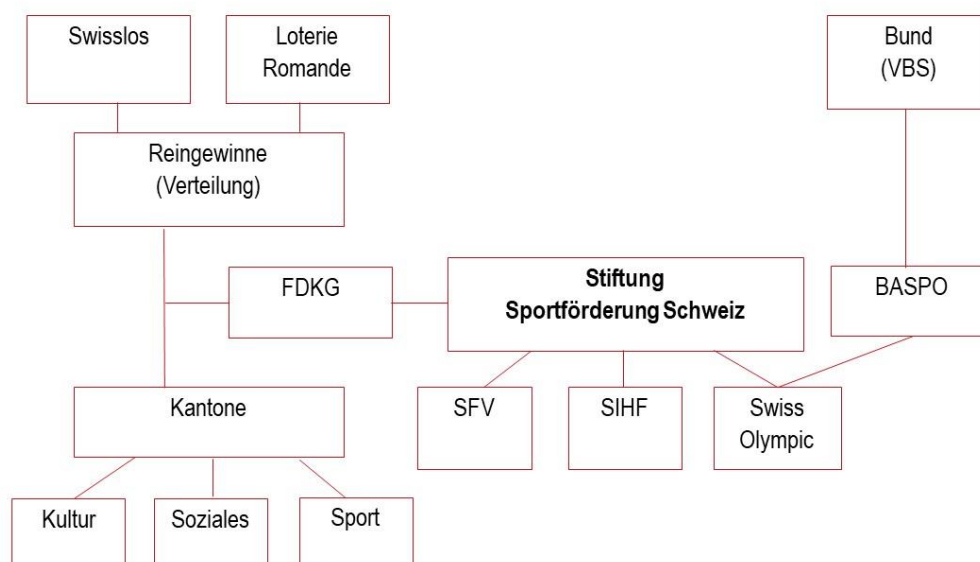 Swisslos
Loterie
Romande
Bund
(VBS)
Reingewinne
(Verteilung)
FDKG
Stiftung
Sportförderung Schweiz
BASPO
Kantone
SFV
SIHF
Swiss
Olympic
Kultur
Soziales
Sport